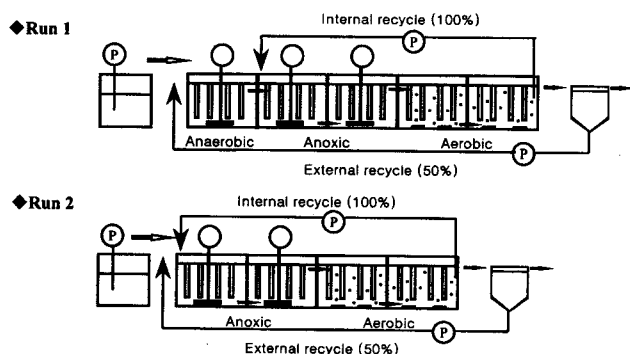 ◆Run 1
Internal recycle (100%)
P
P
Anaerobic Anoxic Aerobic
P
External recycle (50%)
◆Run 2
Internal recycle (100%)
P
P
Anoxic Aerobic
P
External recycle (50%)